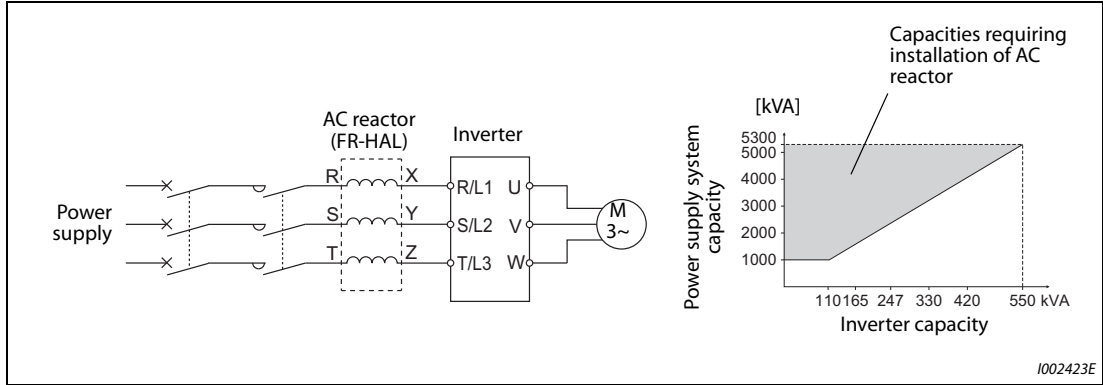 AC reactor
(FR-HAL)
Inverter
Power
supply
R X
S Y
T Z
R/L1 U
S/L2 V
T/L3 W
M
3~
Capacities requiring
installation of AC
reactor
[kVA]
Power supply system
capacity
5300
5000
4000
3000
2000
1000
110 165 247 330 420 550 kVA
Inverter capacity
I002423E